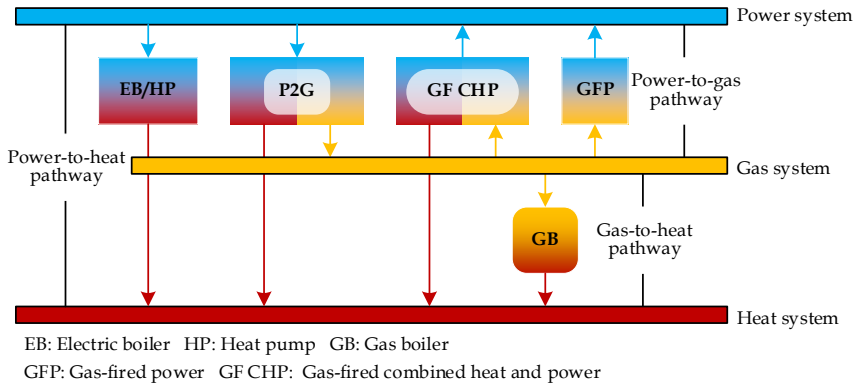 Power system
EB/HP
P2G
GF CHP
GFP
Power-to-gas
pathway
Power-to-heat
pathway
Gas system
GB
Gas-to-heat
pathway
Heat system
EB: Electric boiler HP: Heat pump GB: Gas boiler
GFP: Gas-fired power GF CHP: Gas-fired combined heat and power